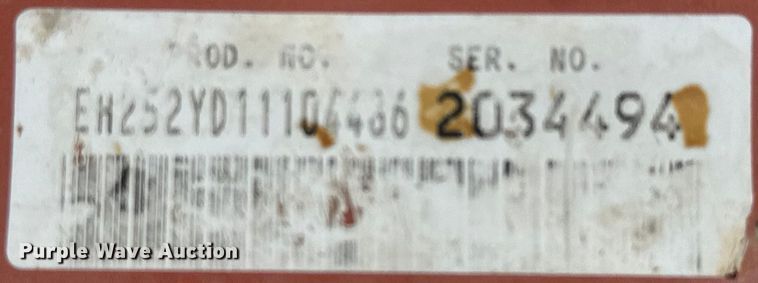 PROD. NO. SER. NO.
EH252YD11104486 2034494
Purple Wave Auction